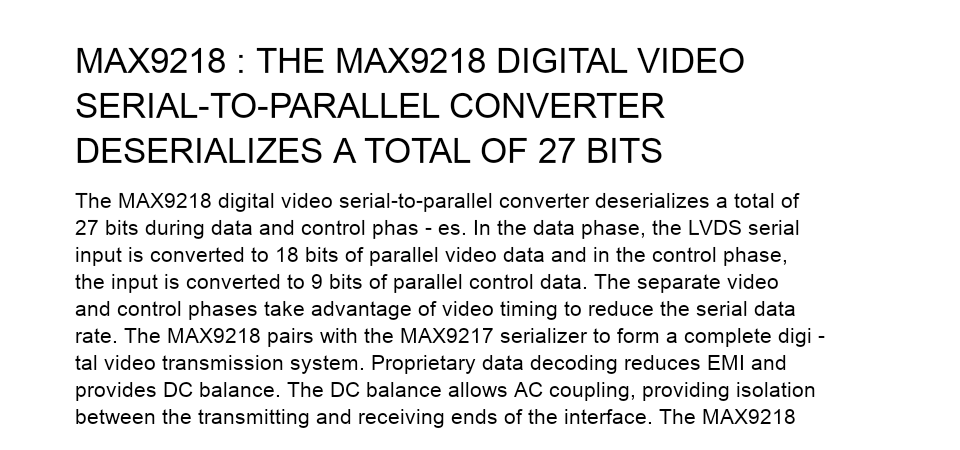 MAX9218 : THE MAX9218 DIGITAL VIDEO
SERIAL-TO-PARALLEL CONVERTER
DESERIALIZES A TOTAL OF 27 BITS
The MAX9218 digital video serial-to-parallel converter deserializes a total of
27 bits during data and control phas - es. In the data phase, the LVDS serial
input is converted to 18 bits of parallel video data and in the control phase,
the input is converted to 9 bits of parallel control data. The separate video
and control phases take advantage of video timing to reduce the serial data
rate. The MAX9218 pairs with the MAX9217 serializer to form a complete digi -
tal video transmission system. Proprietary data decoding reduces EMI and
provides DC balance. The DC balance allows AC coupling, providing isolation
between the transmitting and receiving ends of the interface. The MAX9218